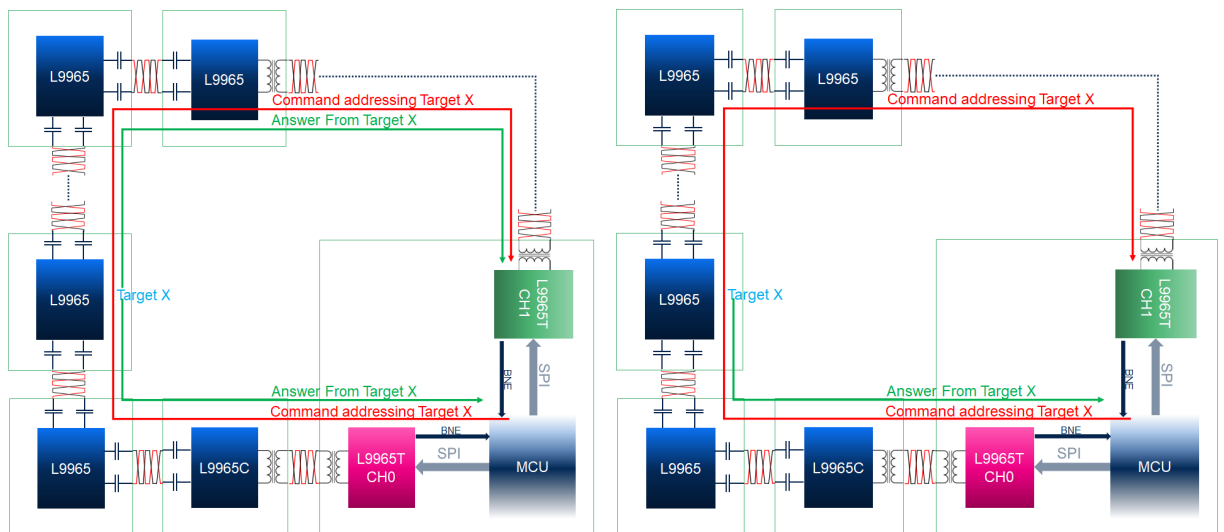 L9965
L9965
Command addressing Target X
Answer From Target X
L9965
Target X
L9965T
CH1
BNE
SPI
Answer From Target X
Command addressing Target X
L9965
L9965C
L9965T
CH0
BNE
SPI
MCU
L9965
L9965
Command addressing Target X
L9965
Target X
L9965T
CH1
BNE
SPI
Answer From Target X
Command addressing Target X
L9965
L9965C
L9965T
CH0
BNE
SPI
MCU